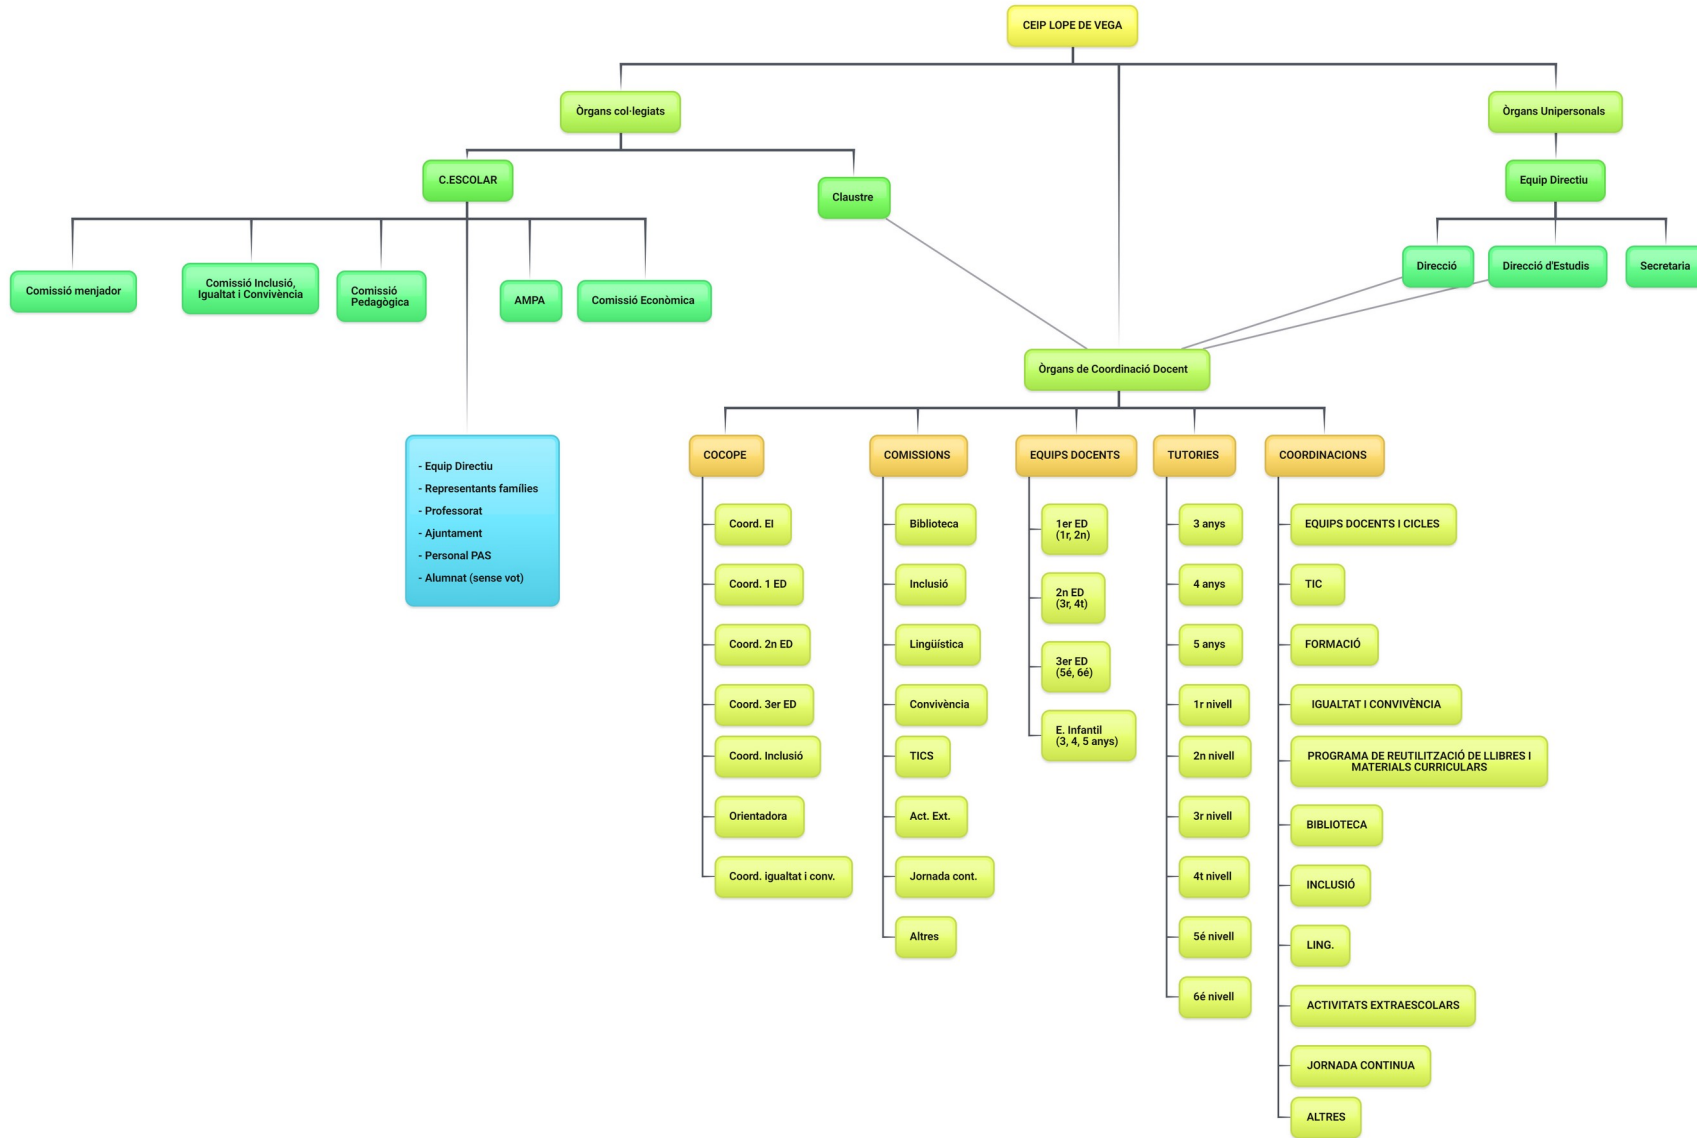 CEIP LOPE DE VEGA
Òrgans col·legiats
Òrgans Unipersonals
C.ESCOLAR
Claustre
Equip Directiu
Comissió menjador
Comissió Inclusió,
Igualtat i Convivència
Comissió
Pedagògica
AMPA
Comissió Econòmica
Direcció
Direcció d'Estudis
Secretaria
Òrgans de Coordinació Docent
- Equip Directiu
- Representants famílies
- Professorat
- Ajuntament
- Personal PAS
- Alumnat (sense vot)
COCOPE
Coord. EI
Coord. 1 ED
Coord. 2n ED
Coord. 3er ED
Coord. Inclusió
Orientadora
Coord. igualtat i conv.
COMISSIONS
Biblioteca
Inclusió
Lingüística
Convivència
TICS
Act. Ext.
Jornada cont.
Altres
EQUIPS DOCENTS
1er ED
(1r, 2n)
2n ED
(3r, 4t)
3er ED
(5é, 6é)
E. Infantil
(3, 4, 5 anys)
TUTORIES
3 anys
4 anys
5 anys
1r nivell
2n nivell
3r nivell
4t nivell
5é nivell
6é nivell
COORDINACIONS
EQUIPS DOCENTS I CICLES
TIC
FORMACIÓ
IGUALTAT I CONVIVÈNCIA
PROGRAMA DE REUTILITZACIÓ DE LLIBRES I
MATERIALS CURRICULARS
BIBLIOTECA
INCLUSIÓ
LING.
ACTIVITATS EXTRAESCOLARS
JORNADA CONTINUA
ALTRES